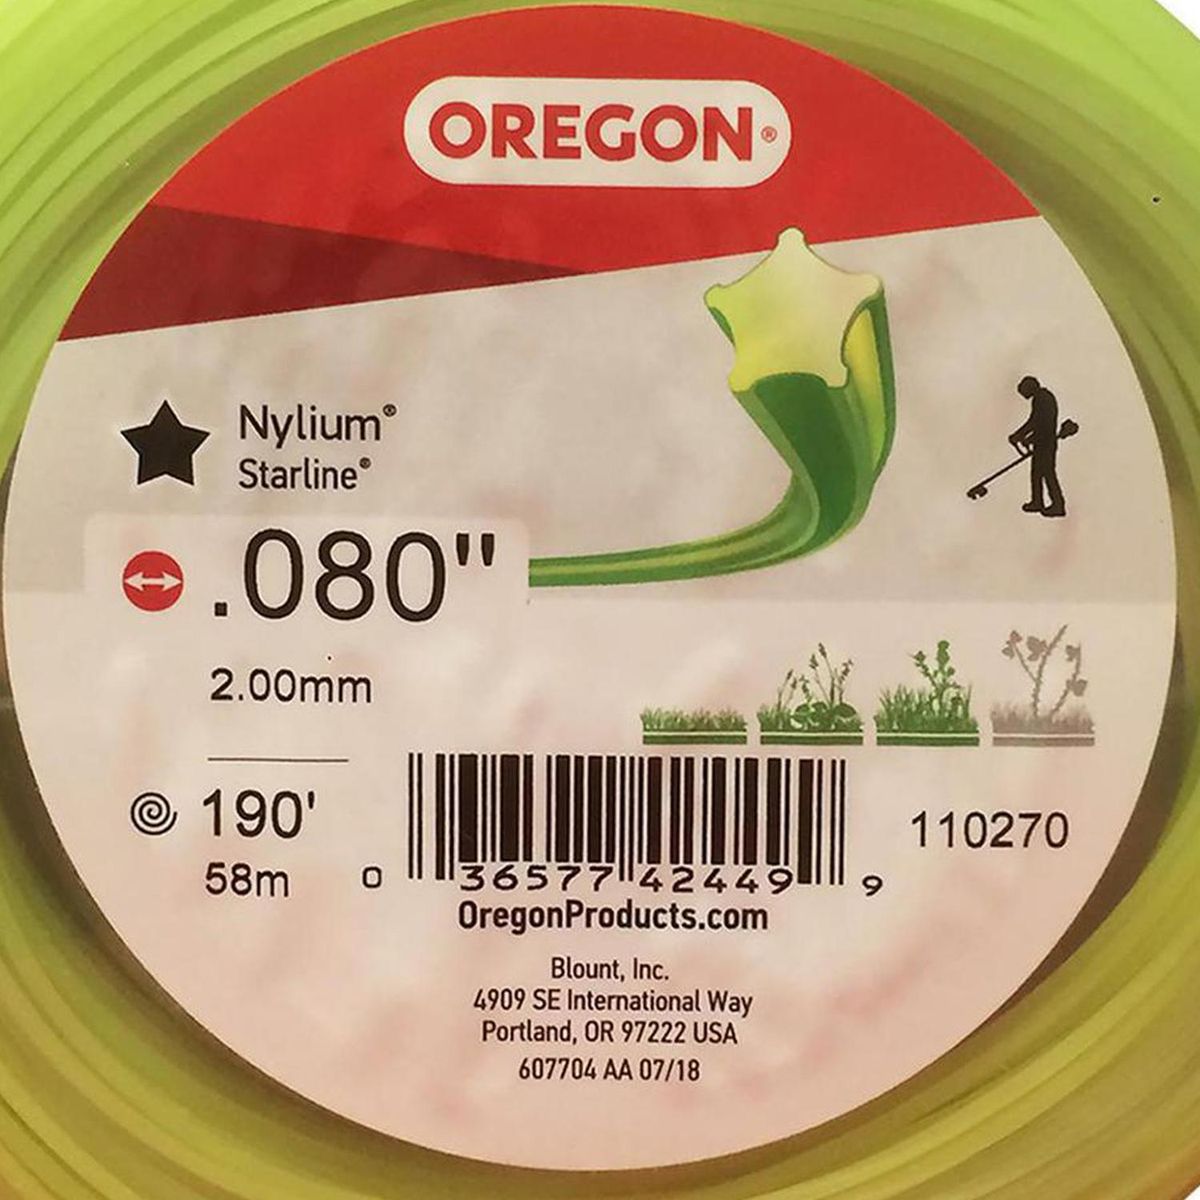 OREGON®
Nylium®
Starline®
.080"
2.00mm
190'
58m
0 36577 42449 9
110270
OregonProducts.com
Blount, Inc.
4909 SE International Way
Portland, OR 97222 USA
607704 AA 07/18